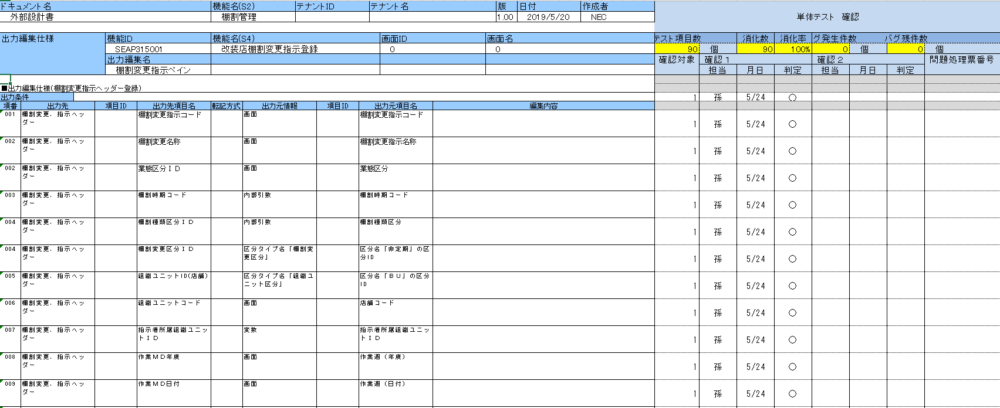 ドキュメント名 機能名(S2) テナントID テナント名 版 日付 作成者
外部設計書 棚割管理 1.00 2019/5/20 NEC 単体テスト 確認
出力編集仕様 機能ID 機能名(S4) 画面ID 画面名 テスト項目数 消化数 消化率 グ発生件数 バグ残件数
SEAP315001 改装店棚割変更指示登録 0 0 90 個 90 100% 0 個 0 個
出力編集名 確認対象 確認1 確認2 問題処理票番号
棚割変更指示ペイン 担当 月日 判定 担当 月日 判定
■出力編集仕様(棚割変更指示ヘッダー登録)
出力条件 1 孫 5/24 ○
項番 出力先 項目ID 出力先項目名 転記方式 出力元情報 項目ID 出力元項目名 編集内容
001 棚割変更．指示ヘッ 棚割変更指示コード 画面 棚割変更指示コード
ダー 1 孫 5/24 ○
002 棚割変更．指示ヘッ 棚割変更名称 画面 棚割変更指示名称
ダー 1 孫 5/24 ○
002 棚割変更．指示ヘッ 業態区分ＩＤ 画面 業態区分
ダー 1 孫 5/24 ○
003 棚割変更．指示ヘッ 棚割時期コード 内部引数 棚割時期コード
ダー 1 孫 5/24 ○
004 棚割変更．指示ヘッ 棚割種類区分ＩＤ 内部引数 棚割種類区分
ダー 1 孫 5/24 ○
004 棚割変更．指示ヘッ 棚割変更区分ＩＤ 区分タイプ名「棚割変 区分名「非定期」の区
ダー 更区分」 分ID 1 孫 5/24 ○
005 棚割変更．指示ヘッ 組織ユニットID(店舗) 区分タイプ名「組織ユ 区分名「ＢＵ」の区分
ダー ニット区分」 ID 1 孫 5/24 ○
006 棚割変更．指示ヘッ 組織ユニットコード 画面 店舗コード
ダー 1 孫 5/24 ○
007 棚割変更．指示ヘッ 指示者所属組織ユニッ 変数 指示者所属組織ユニッ
ダー トＩＤ トＩＤ 1 孫 5/24 ○
008 棚割変更．指示ヘッ 作業ＭＤ年度 画面 作業週（年度）
ダー 1 孫 5/24 ○
009 棚割変更．指示ヘッ 作業ＭＤ日付 画面 作業週（日付）
ダー 1 孫 5/24 ○